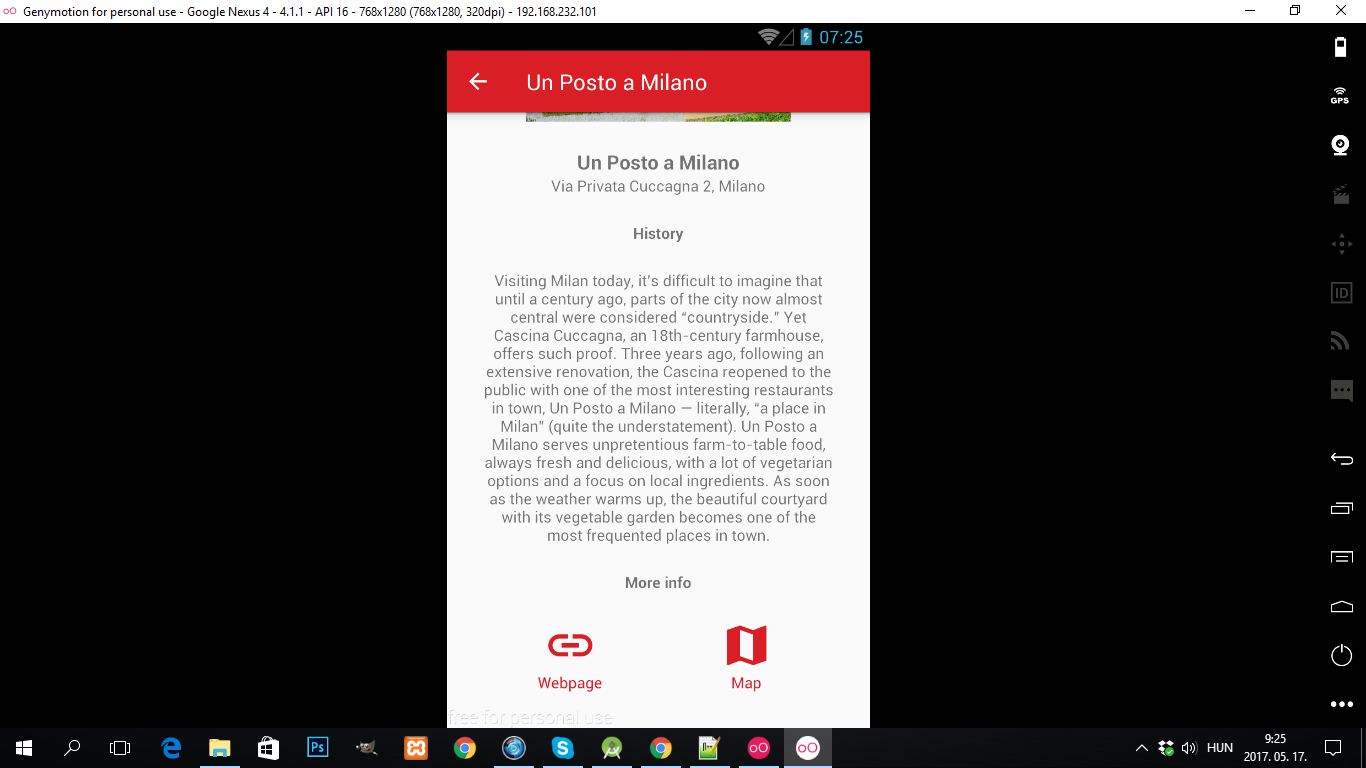 Genymotion for personal use - Google Nexus 4 - 4.1.1 - API 16 - 768x1280 (768x1280, 320dpi) - 192.168.232.101
07:25
Un Posto a Milano
GPS
Un Posto a Milano
Via Privata Cuccagna 2, Milano
History
ID
Visiting Milan today, it's difficult to imagine that
until a century ago, parts of the city now almost
central were considered “countryside.” Yet
Cascina Cuccagna, an 18th-century farmhouse,
offers such proof. Three years ago, following an
extensive renovation, the Cascina reopened to the
public with one of the most interesting restaurants
in town, Un Posto a Milano — literally, “a place in
Milan” (quite the understatement). Un Posto a
Milano serves unpretentious farm-to-table food,
always fresh and delicious, with a lot of vegetarian
options and a focus on local ingredients. As soon
as the weather warms up, the beautiful courtyard
with its vegetable garden becomes one of the
most frequented places in town.
More info
Webpage
Map
free for personal use
Ps
HUN
9:25
2017. 05. 17.